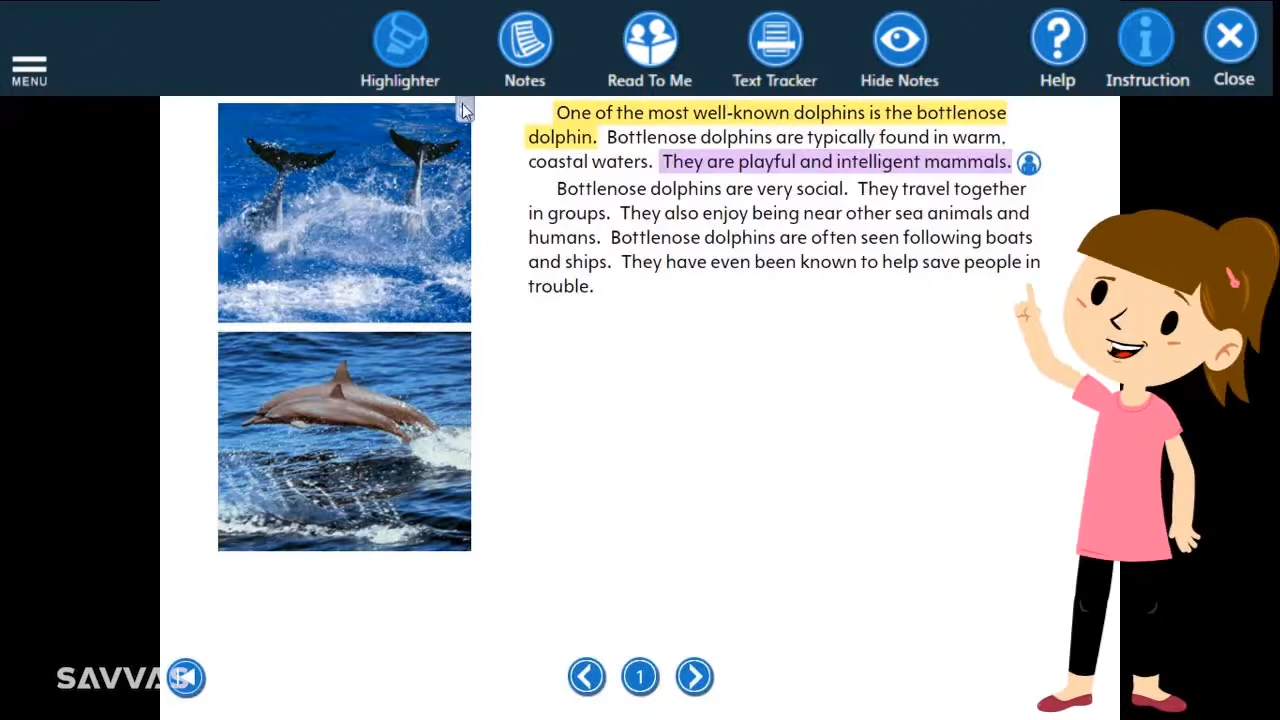 MENU
Highlighter
Notes
Read To Me
Text Tracker
Hide Notes
Help
Instruction
Close
One of the most well-known dolphins is the bottlenose
dolphin. Bottlenose dolphins are typically found in warm,
coastal waters. They are playful and intelligent mammals.
Bottlenose dolphins are very social. They travel together
in groups. They also enjoy being near other sea animals and
humans. Bottlenose dolphins are often seen following boats
and ships. They have even been known to help save people in
trouble.
SAVVAS
1